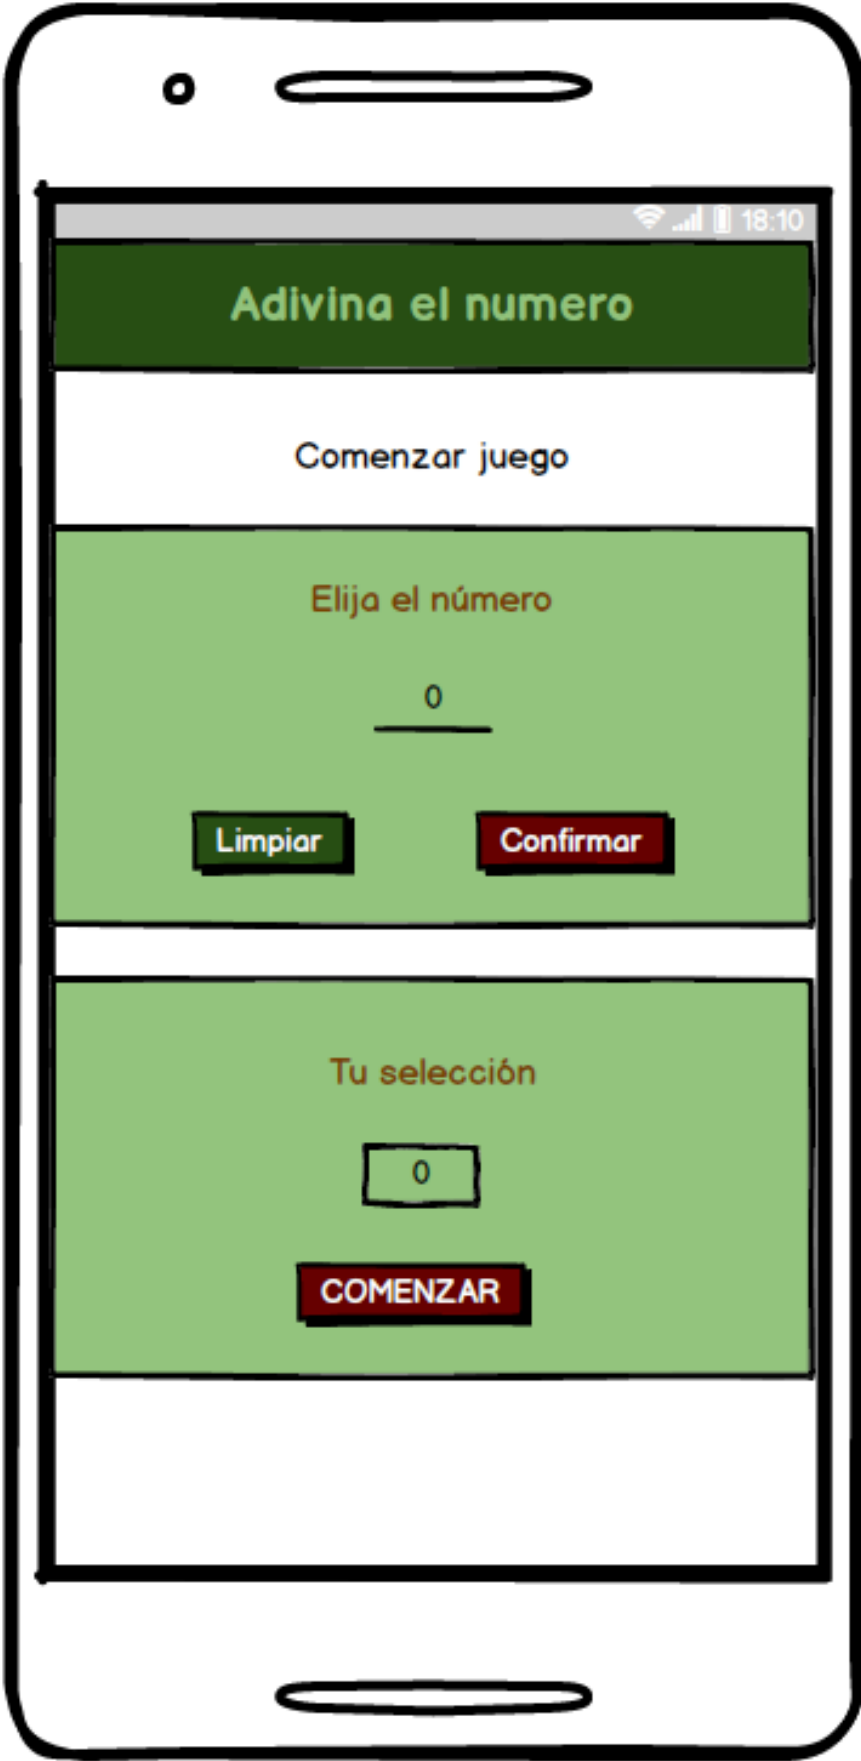 18:10
Adivina el numero
Comenzar juego
Elija el número
0
Limpiar Confirmar
Tu selección
0
COMENZAR